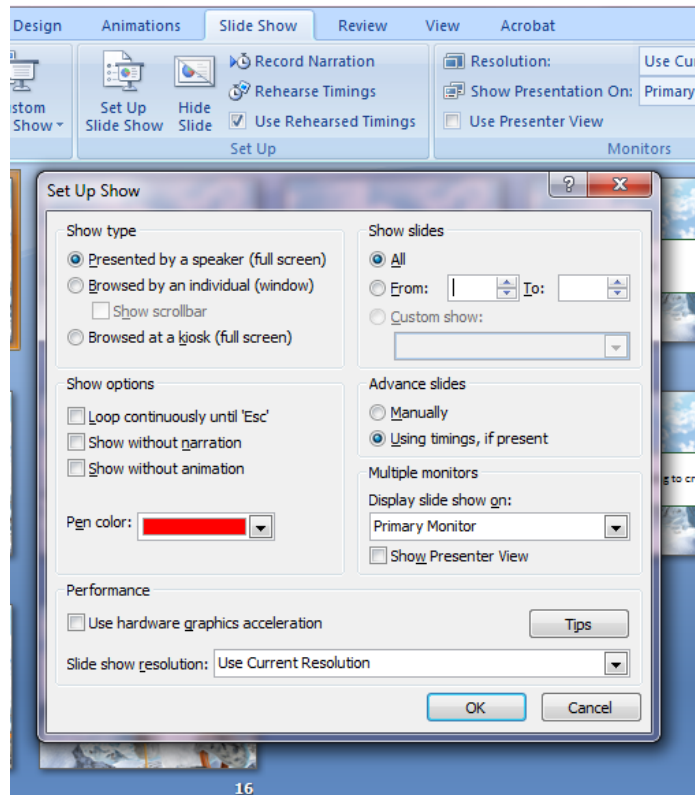 Design Animations Slide Show Review View Acrobat
Record Narration
Rehearse Timings
Use Rehearsed Timings
Set Up
Slide Show
Hide
Slide
Show
Set Up
Resolution: Use
Show Presentation On: Primary
Use Presenter View
Monitors
Set Up Show
Show type
Presented by a speaker (full screen)
Browsed by an individual (window)
Show scrollbar
Browsed at a kiosk (full screen)
Show slides
All
From: To:
Custom show:
Show options
Loop continuously until 'Esc'
Show without narration
Show without animation
Pen color:
Advance slides
Manually
Using timings, if present
Multiple monitors
Display slide show on:
Primary Monitor
Show Presenter View
Performance
Use hardware graphics acceleration
Tips
Slide show resolution: Use Current Resolution
OK Cancel
16